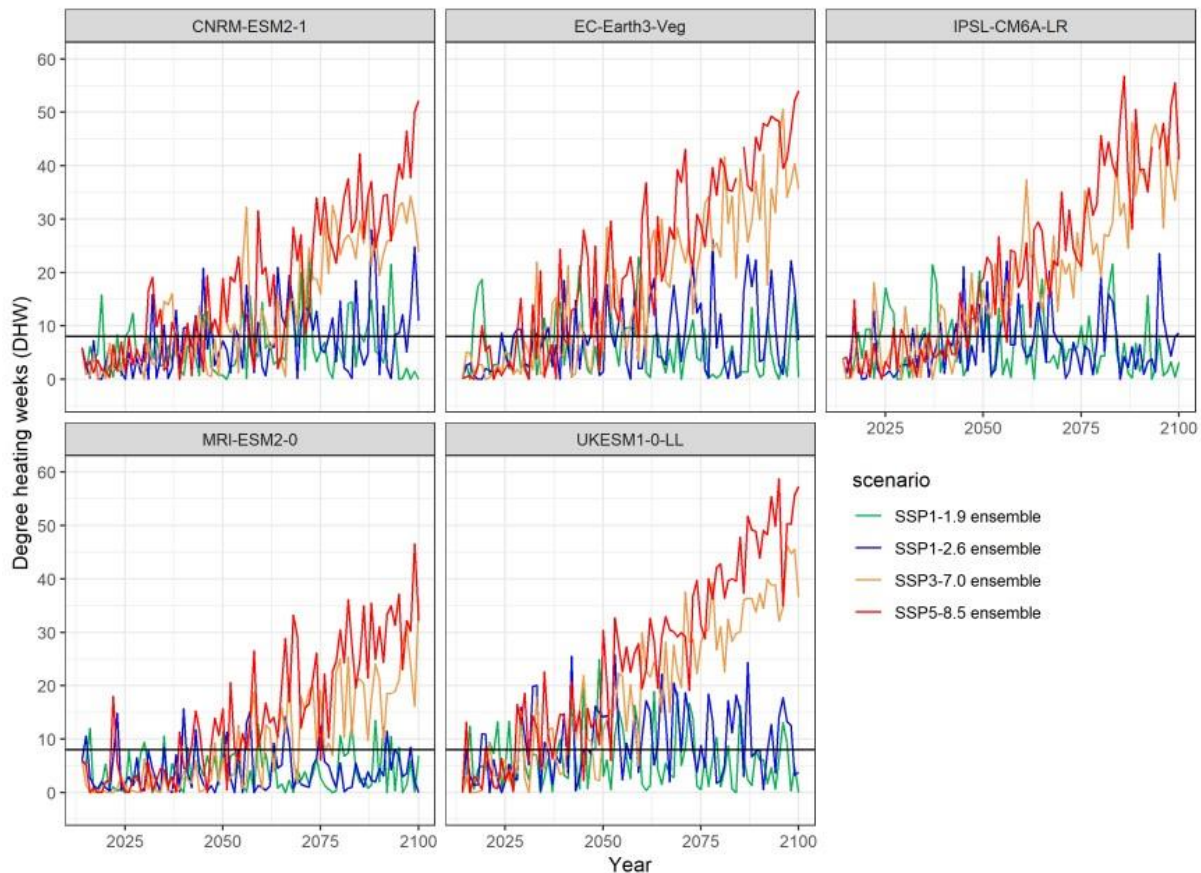 CNRM-ESM2-1
EC-Earth3-Veg
IPSL-CM6A-LR
60
50
40
30
20
10
0
2025
2050
2075
2100
MRI-ESM2-0
UKESM1-0-LL
60
50
40
30
20
10
0
2025
2050
2075
2100
2025
2050
2075
2100
Degree heating weeks (DHW)
Year
scenario
SSP1-1.9 ensemble
SSP1-2.6 ensemble
SSP3-7.0 ensemble
SSP5-8.5 ensemble